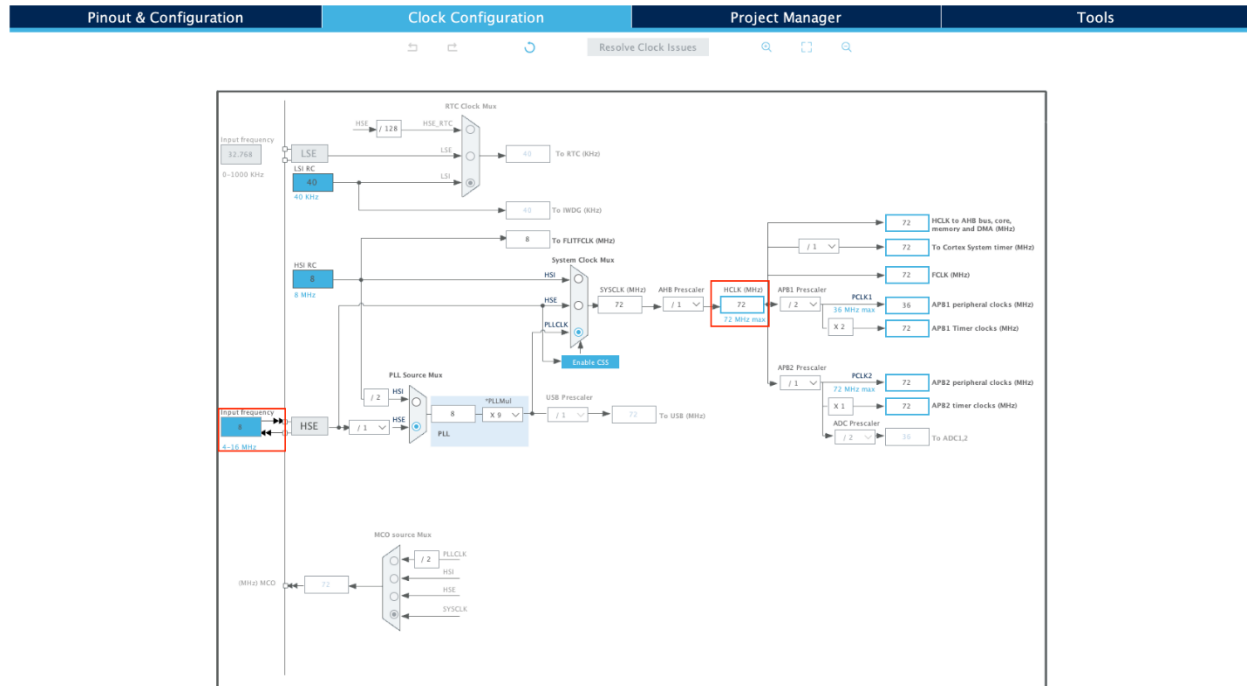 Pinout & Configuration
Clock Configuration
Project Manager
Tools
Resolve Clock Issues
RTC Clock Mux
HSE
/ 128
HSE_RTC
Input frequency
32.768
0-1000 KHz
LSE
LSE
40
To RTC (KHz)
LSI RC
40
40 KHz
LSI
40
To IWDG (KHz)
8
To FLITFCLK (MHz)
HSI RC
8
8 MHz
System Clock Mux
HSI
HSE
PLLCLK
SYSCLK (MHz)
72
AHB Prescaler
/ 1
HCLK (MHz)
72
72 MHz max
72
HCLK to AHB bus, core,
memory and DMA (MHz)
/ 1
72
To Cortex System timer (MHz)
72
FCLK (MHz)
APB1 Prescaler
/ 2
PCLK1
36 MHz max
36
APB1 peripheral clocks (MHz)
X 2
72
APB1 Timer clocks (MHz)
Enable CSS
APB2 Prescaler
/ 1
PCLK2
72 MHz max
72
APB2 peripheral clocks (MHz)
X 1
72
APB2 timer clocks (MHz)
ADC Prescaler
/ 2
36
To ADC1,2
PLL Source Mux
/ 2
HSI
Input frequency
8
4-16 MHz
HSE
/ 1
HSE
8
*PLLMul
X 9
PLL
USB Prescaler
/ 1
72
To USB (MHz)
MCO source Mux
/ 2
PLLCLK
HSI
HSE
SYSCLK
(MHz) MCO
72